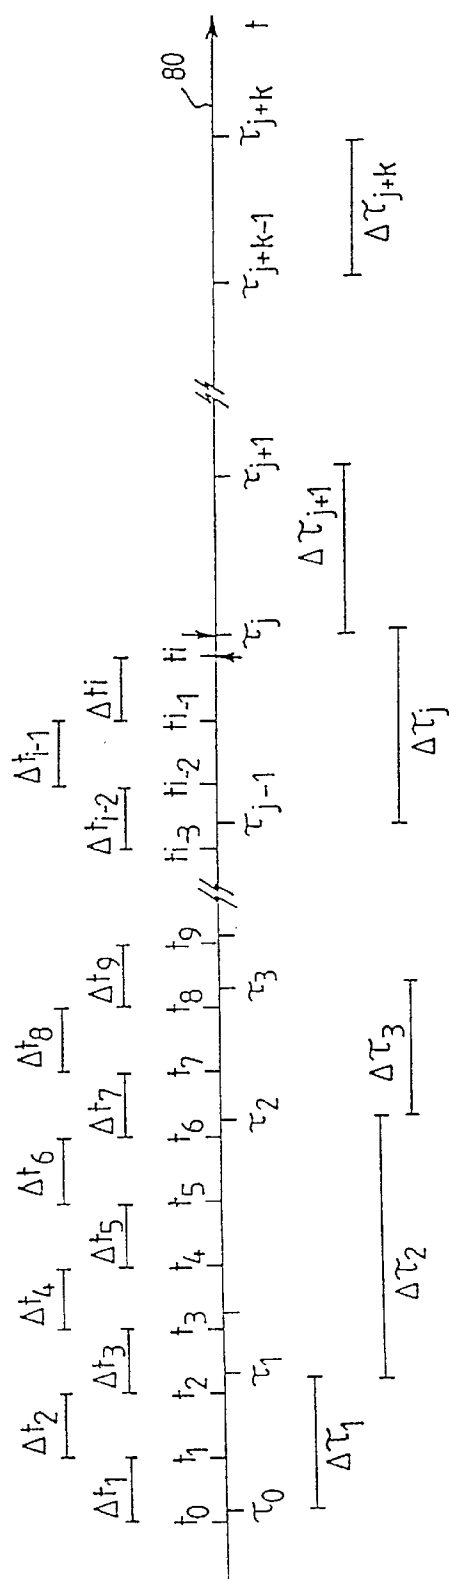 Δt₂ Δt₄ Δt₆ Δt₈ Δtᵢ₋₁
Δt₁ Δt₃ Δt₅ Δt₇ Δt₉ Δtᵢ₋₂ Δti
t₀ t₁ t₂ t₃ t₄ t₅ t₆ t₇ t₈ t₉ ti₋₃ ti₋₂ ti₋₁ ti
80
τ₀ τ₁ τ₂ τ₃ τⱼ₋₁ τⱼ τⱼ₊₁ τⱼ₊ₖ₋₁ τⱼ₊ₖ t
Δτ₁ Δτ₂ Δτ₃ Δτⱼ Δτⱼ₊₁ Δτⱼ₊ₖ